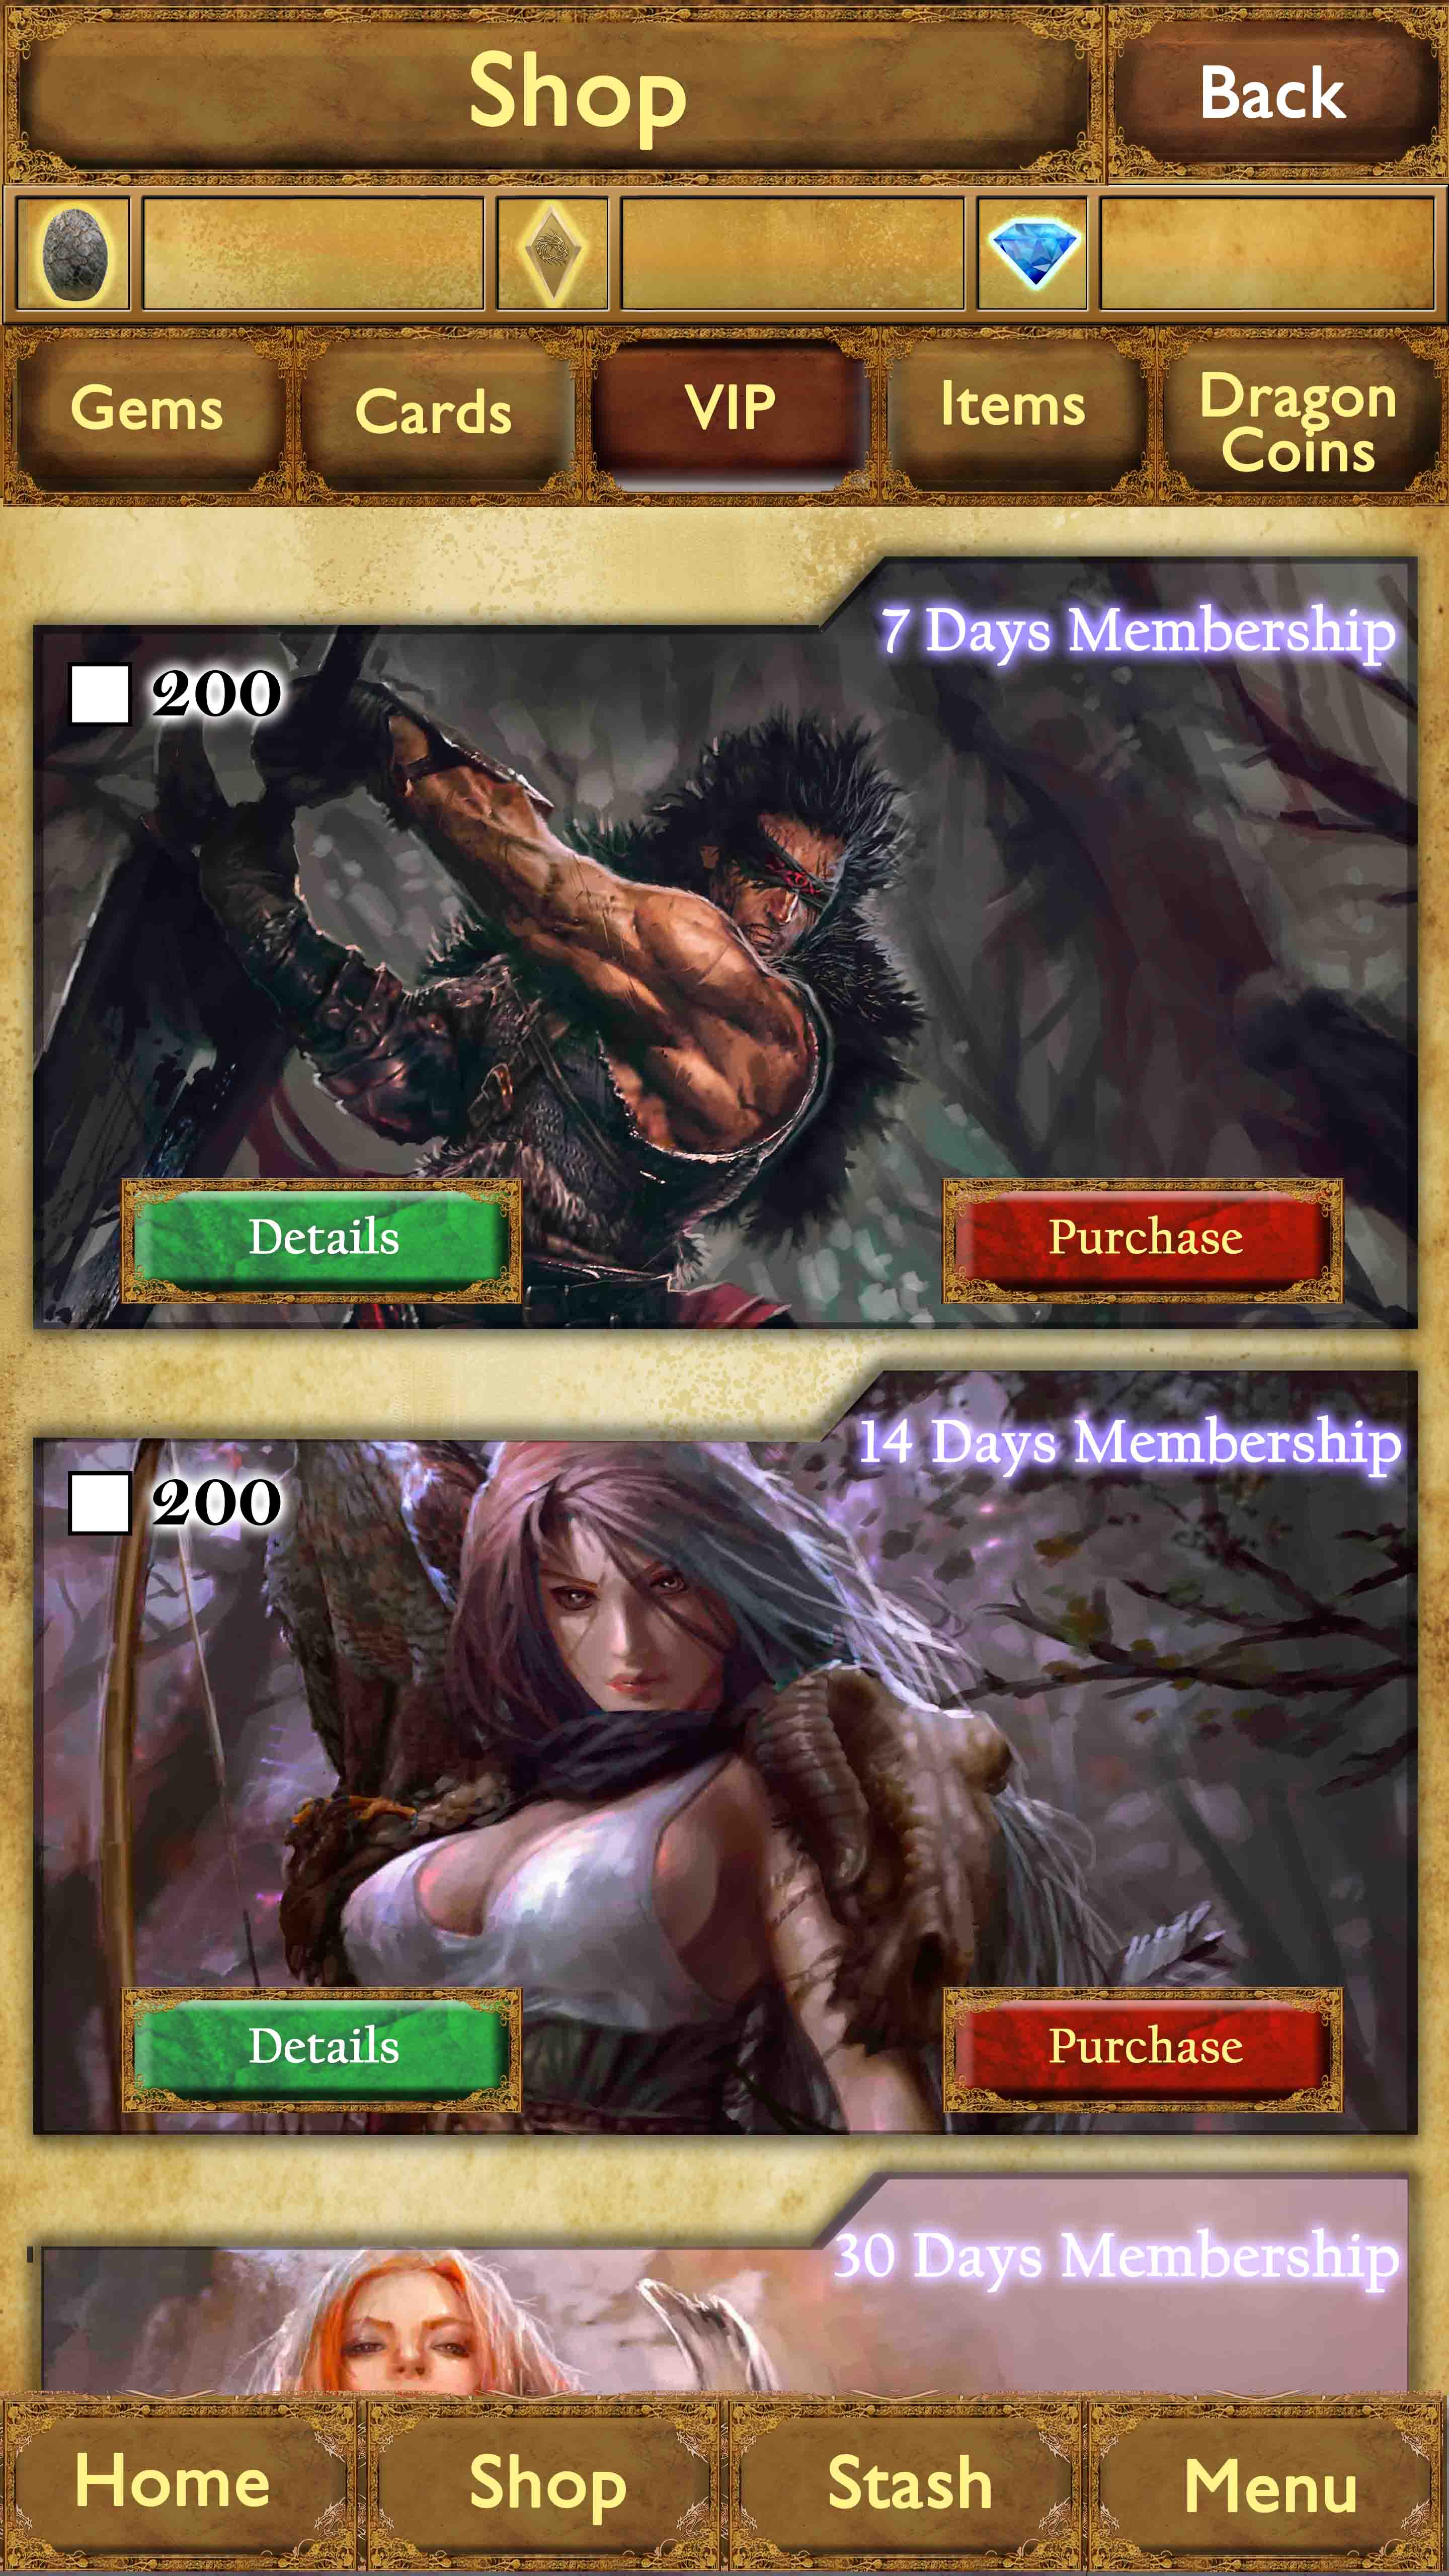 Shop
Back
Gems
Cards
VIP
Items
Dragon
Coins
7 Days Membership
200
Details
Purchase
14 Days Membership
200
Details
Purchase
30 Days Membership
Home
Shop
Stash
Menu